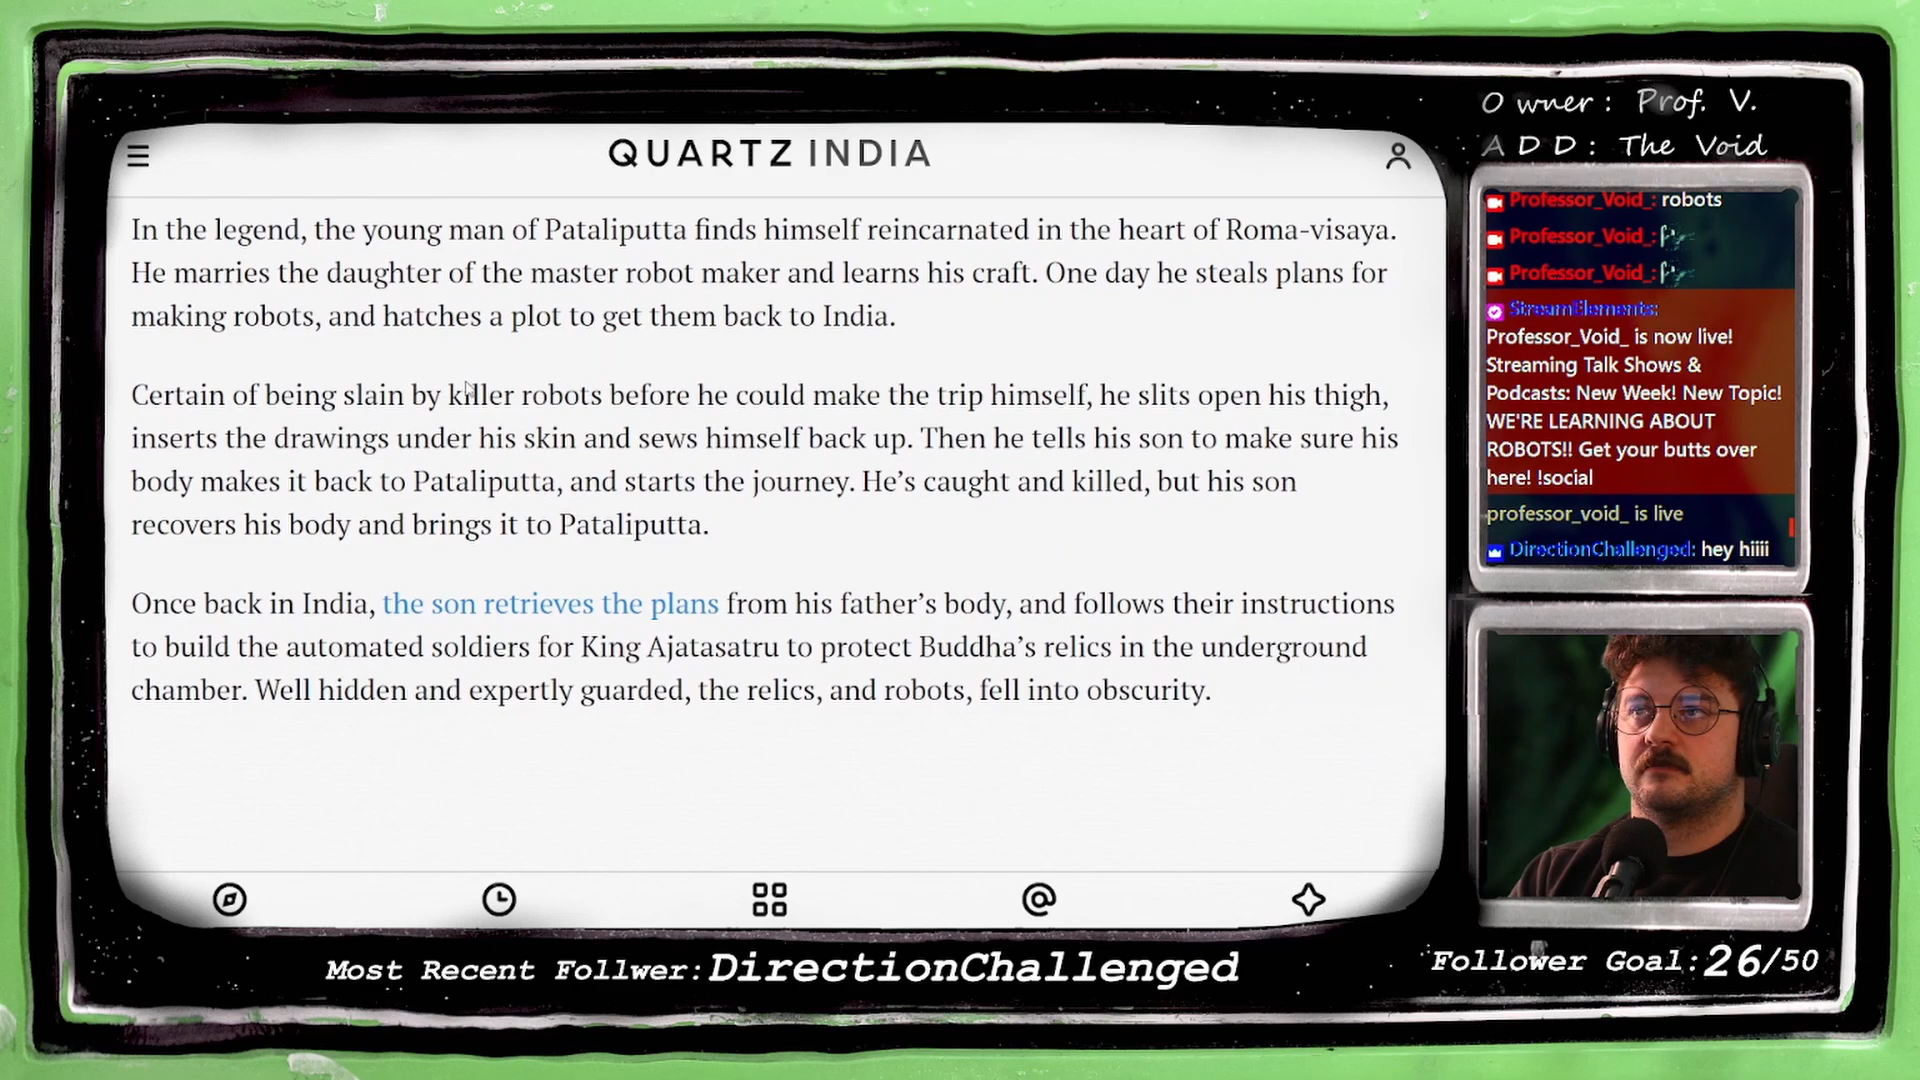 QUARTZ INDIA
In the legend, the young man of Pataliputta finds himself reincarnated in the heart of Roma-visaya.
He marries the daughter of the master robot maker and learns his craft. One day he steals plans for
making robots, and hatches a plot to get them back to India.
Certain of being slain by killer robots before he could make the trip himself, he slits open his thigh,
inserts the drawings under his skin and sews himself back up. Then he tells his son to make sure his
body makes it back to Pataliputta, and starts the journey. He’s caught and killed, but his son
recovers his body and brings it to Pataliputta.
Once back in India, the son retrieves the plans from his father’s body, and follows their instructions
to build the automated soldiers for King Ajatasatru to protect Buddha’s relics in the underground
chamber. Well hidden and expertly guarded, the relics, and robots, fell into obscurity.
Owner: Prof. V.
ADD: The Void
Professor_Void_: robots
Professor_Void_:
Professor_Void_:
StreamElements:
Professor_Void_ is now live!
Streaming Talk Shows &
Podcasts: New Week! New Topic!
WE'RE LEARNING ABOUT
ROBOTS!! Get your butts over
here! !social
professor_void_ is live
DirectionChallenged: hey hiiii
Most Recent Follwer:DirectionChallenged
Follower Goal:26/50